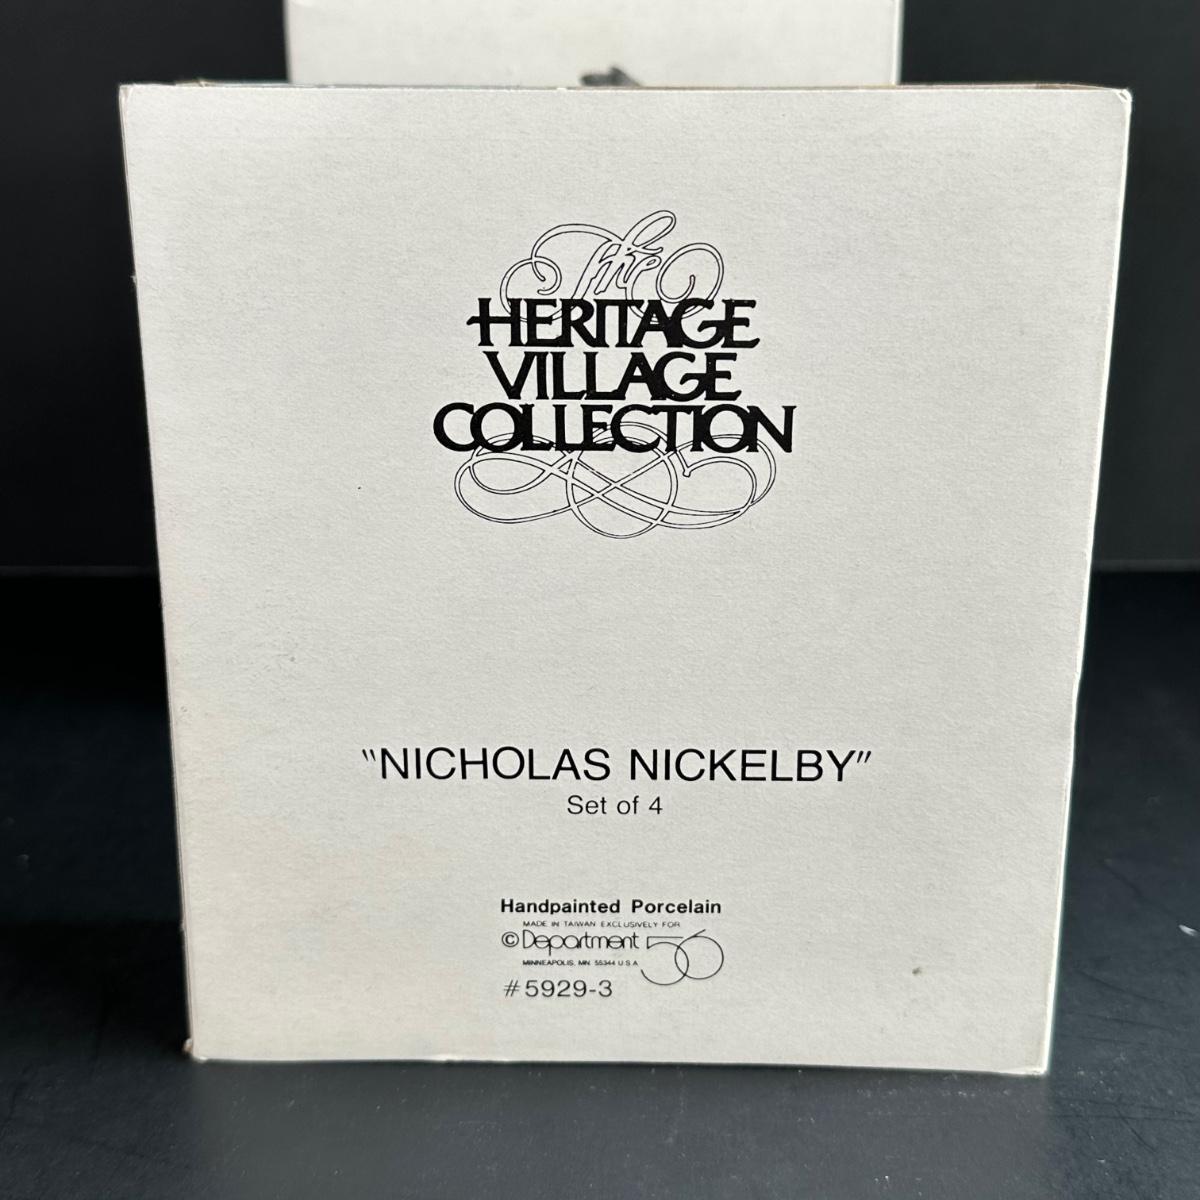 The
HERITAGE
VILLAGE
COLLECTION
"NICHOLAS NICKELBY"
Set of 4
Handpainted Porcelain
MADE IN TAIWAN EXCLUSIVELY FOR
© Department 56
MINNEAPOLIS, MN 55344 U.S.A.
#5929-3